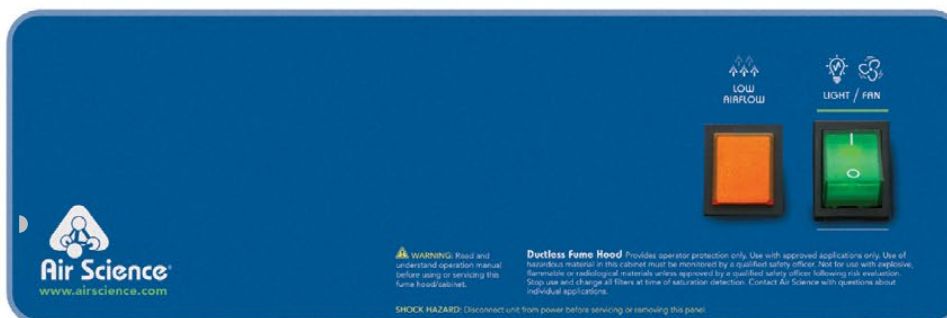 LOW
AIRFLOW
LIGHT / FAN
I
O
Air Science®
www.airscience.com
WARNING: Read and
understand operation manual
before using or servicing this
fume hood/cabinet.
Ductless Fume Hood Provides operator protection only. Use with approved applications only. Use of
hazardous material in this cabinet must be monitored by a qualified safety officer. Not for use with explosive,
flammable or radiological materials unless approved by a qualified safety officer following risk evaluation.
Stop use and change all filters at time of saturation detection. Contact Air Science with questions about
individual applications.
SHOCK HAZARD: Disconnect unit from power before servicing or removing this panel.